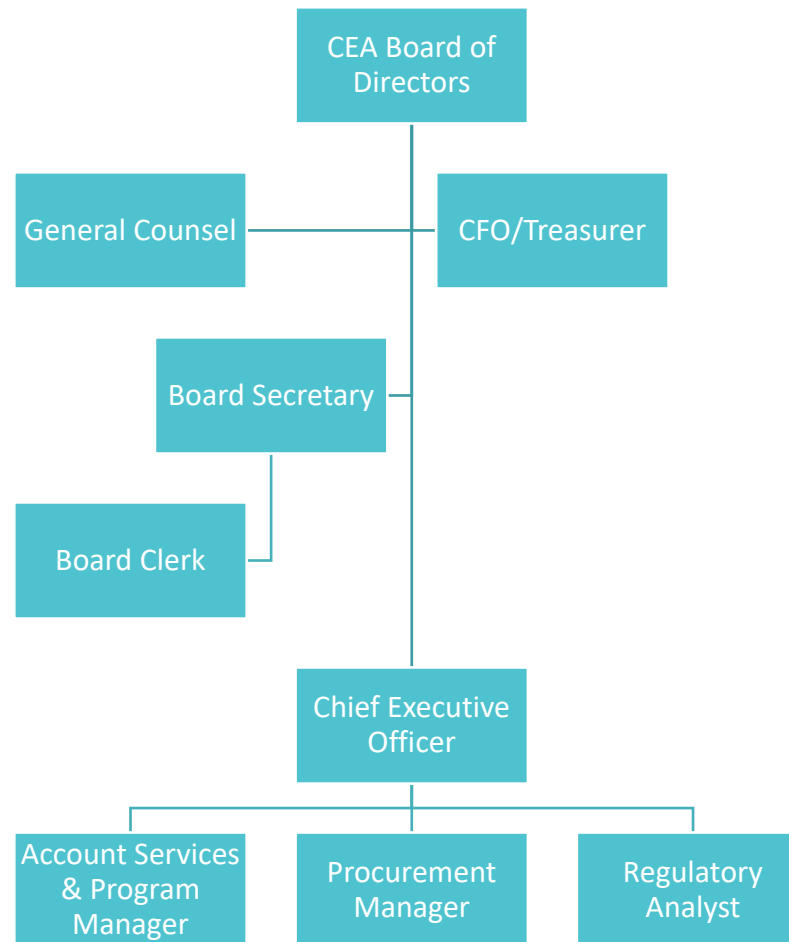 CEA Board of
Directors
General Counsel
CFO/Treasurer
Board Secretary
Board Clerk
Chief Executive
Officer
Account Services
& Program
Manager
Procurement
Manager
Regulatory
Analyst